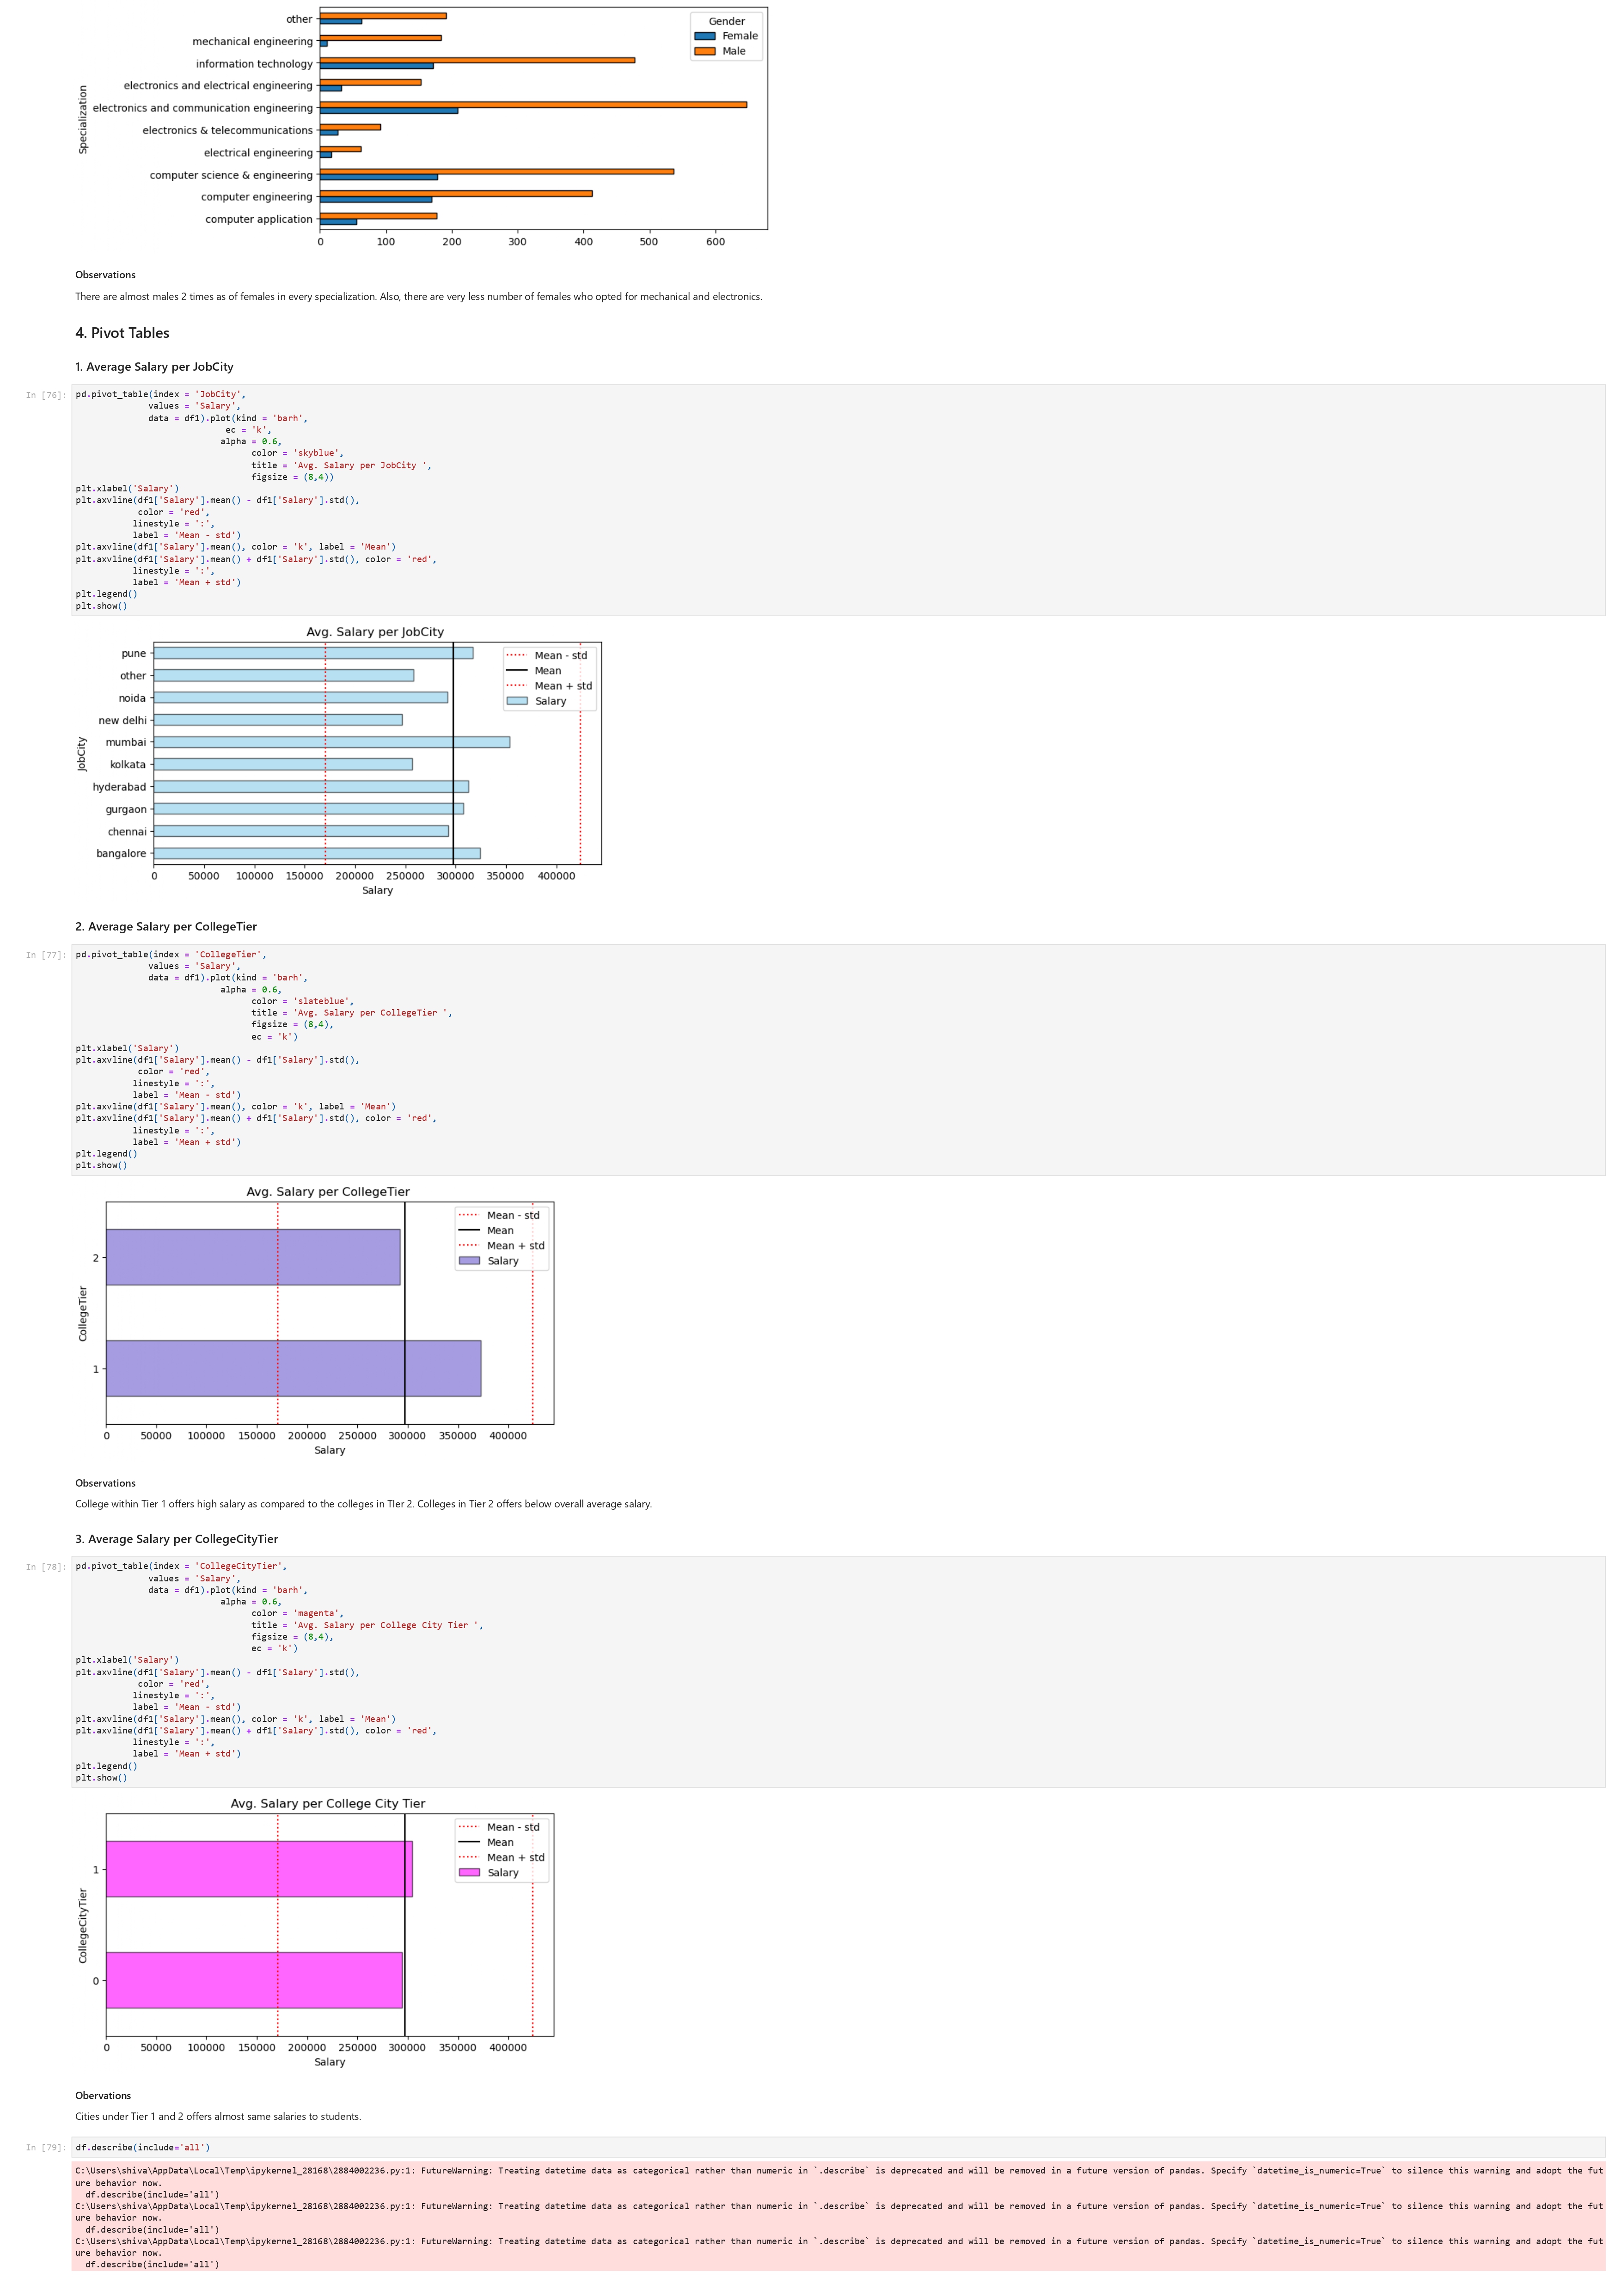 other
mechanical engineering
information technology
electronics and electrical engineering
electronics and communication engineering
electronics & telecommunications
electrical engineering
computer science & engineering
computer engineering
computer application
Specialization
Gender
Female
Male
0 100 200 300 400 500 600
Observations
There are almost males 2 times as of females in every specialization. Also, there are very less number of females who opted for mechanical and electronics.
4. Pivot Tables
1. Average Salary per JobCity
In [76]:
pd.pivot_table(index = 'JobCity',
values = 'Salary',
data = df1).plot(kind = 'barh',
ec = 'k',
alpha = 0.6,
color = 'skyblue',
title = 'Avg. Salary per JobCity ',
figsize = (8,4))
plt.xlabel('Salary')
plt.axvline(df1['Salary'].mean() - df1['Salary'].std(),
color = 'red',
linestyle = ':',
label = 'Mean - std')
plt.axvline(df1['Salary'].mean(), color = 'k', label = 'Mean')
plt.axvline(df1['Salary'].mean() + df1['Salary'].std(), color = 'red',
linestyle = ':',
label = 'Mean + std')
plt.legend()
plt.show()
Avg. Salary per JobCity
pune
other
noida
new delhi
mumbai
kolkata
hyderabad
gurgaon
chennai
bangalore
JobCity
Mean - std
Mean
Mean + std
Salary
0 50000 100000 150000 200000 250000 300000 350000 400000
Salary
2. Average Salary per CollegeTier
In [77]:
pd.pivot_table(index = 'CollegeTier',
values = 'Salary',
data = df1).plot(kind = 'barh',
alpha = 0.6,
color = 'slateblue',
title = 'Avg. Salary per CollegeTier ',
figsize = (8,4),
ec = 'k')
plt.xlabel('Salary')
plt.axvline(df1['Salary'].mean() - df1['Salary'].std(),
color = 'red',
linestyle = ':',
label = 'Mean - std')
plt.axvline(df1['Salary'].mean(), color = 'k', label = 'Mean')
plt.axvline(df1['Salary'].mean() + df1['Salary'].std(), color = 'red',
linestyle = ':',
label = 'Mean + std')
plt.legend()
plt.show()
Avg. Salary per CollegeTier
2
1
CollegeTier
Mean - std
Mean
Mean + std
Salary
0 50000 100000 150000 200000 250000 300000 350000 400000
Salary
Observations
College within Tier 1 offers high salary as compared to the colleges in TIer 2. Colleges in Tier 2 offers below overall average salary.
3. Average Salary per CollegeCityTier
In [78]:
pd.pivot_table(index = 'CollegeCityTier',
values = 'Salary',
data = df1).plot(kind = 'barh',
alpha = 0.6,
color = 'magenta',
title = 'Avg. Salary per College City Tier ',
figsize = (8,4),
ec = 'k')
plt.xlabel('Salary')
plt.axvline(df1['Salary'].mean() - df1['Salary'].std(),
color = 'red',
linestyle = ':',
label = 'Mean - std')
plt.axvline(df1['Salary'].mean(), color = 'k', label = 'Mean')
plt.axvline(df1['Salary'].mean() + df1['Salary'].std(), color = 'red',
linestyle = ':',
label = 'Mean + std')
plt.legend()
plt.show()
Avg. Salary per College City Tier
1
0
CollegeCityTier
Mean - std
Mean
Mean + std
Salary
0 50000 100000 150000 200000 250000 300000 350000 400000
Salary
Obervations
Cities under Tier 1 and 2 offers almost same salaries to students.
In [79]:
df.describe(include='all')
C:\Users\shiva\AppData\Local\Temp\ipykernel_28168\2884002236.py:1: FutureWarning: Treating datetime data as categorical rather than numeric in `.describe` is deprecated and will be removed in a future version of pandas. Specify `datetime_is_numeric=True` to silence this warning and adopt the fut
ure behavior now.
df.describe(include='all')
C:\Users\shiva\AppData\Local\Temp\ipykernel_28168\2884002236.py:1: FutureWarning: Treating datetime data as categorical rather than numeric in `.describe` is deprecated and will be removed in a future version of pandas. Specify `datetime_is_numeric=True` to silence this warning and adopt the fut
ure behavior now.
df.describe(include='all')
C:\Users\shiva\AppData\Local\Temp\ipykernel_28168\2884002236.py:1: FutureWarning: Treating datetime data as categorical rather than numeric in `.describe` is deprecated and will be removed in a future version of pandas. Specify `datetime_is_numeric=True` to silence this warning and adopt the fut
ure behavior now.
df.describe(include='all')